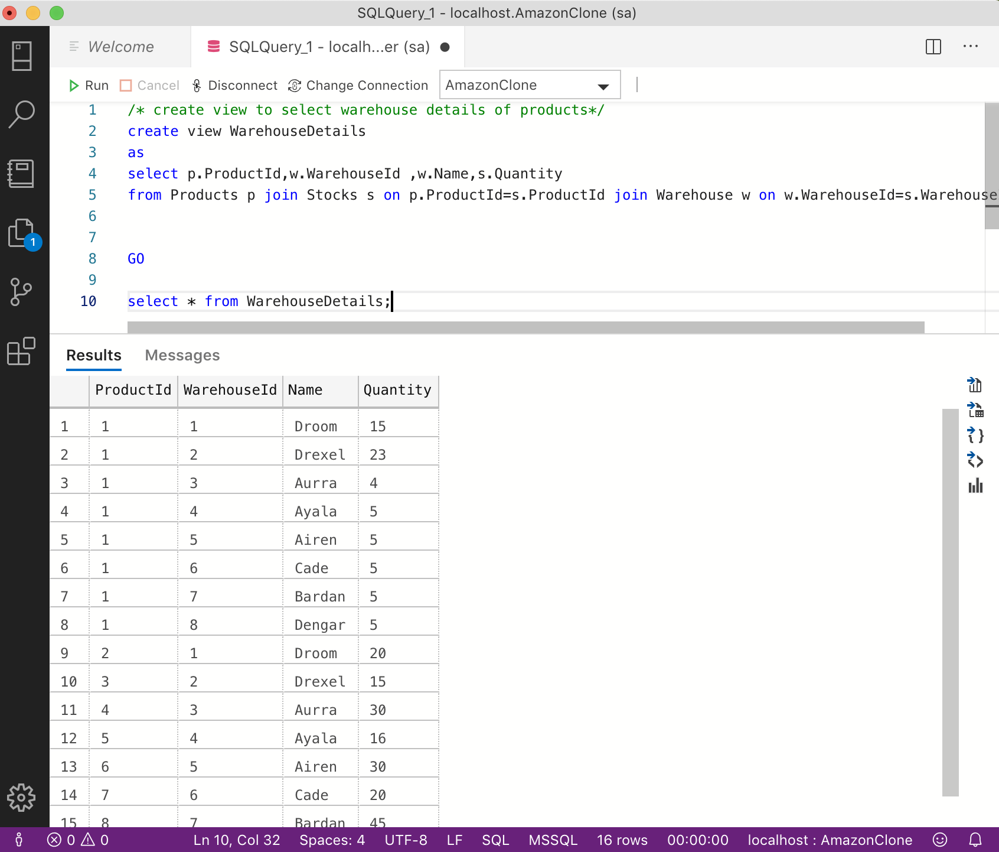 SQLQuery_1 - localhost.AmazonClone (sa)
Welcome
SQLQuery_1 - localh...er (sa)
Run Cancel Disconnect Change Connection AmazonClone
1 /* create view to select warehouse details of products*/
2 create view WarehouseDetails
3 as
4 select p.ProductId,w.WarehouseId ,w.Name,s.Quantity
5 from Products p join Stocks s on p.ProductId=s.ProductId join Warehouse w on w.WarehouseId=s.Warehouse
6
7
8 GO
9
10 select * from WarehouseDetails;
1
Results Messages
ProductId WarehouseId Name Quantity
1 1 1 Droom 15
2 1 2 Drexel 23
3 1 3 Aurra 4
4 1 4 Ayala 5
5 1 5 Airen 5
6 1 6 Cade 5
7 1 7 Bardan 5
8 1 8 Dengar 5
9 2 1 Droom 20
10 3 2 Drexel 15
11 4 3 Aurra 30
12 5 4 Ayala 16
13 6 5 Airen 30
14 7 6 Cade 20
15 8 7 Bardan 45
0 0 Ln 10, Col 32 Spaces: 4 UTF-8 LF SQL MSSQL 16 rows 00:00:00 localhost : AmazonClone